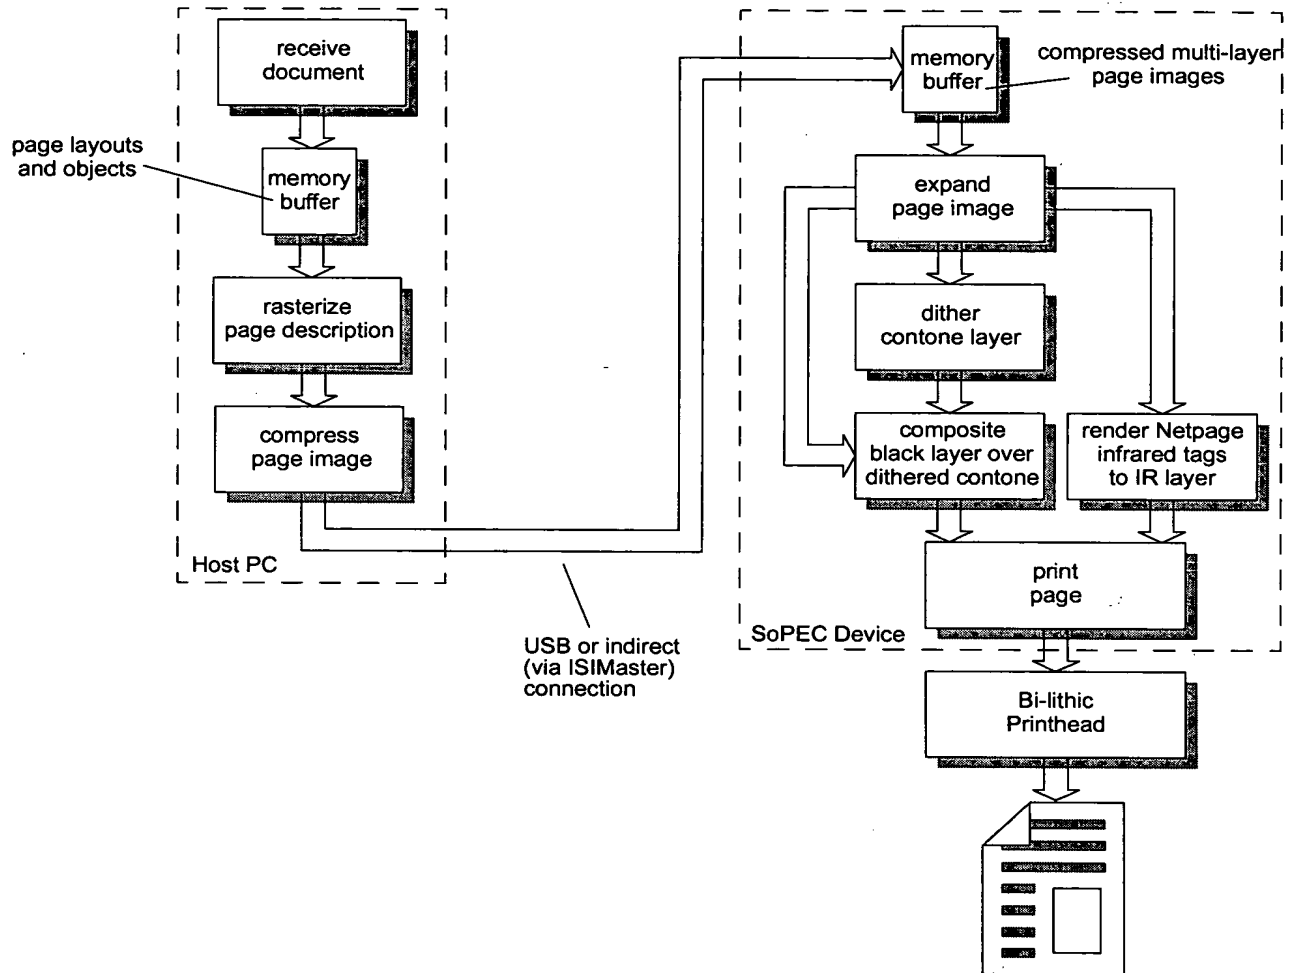 receive
document
page layouts
and objects
memory
buffer
rasterize
page description
compress
page image
Host PC
USB or indirect
(via ISIMaster)
connection
memory
buffer
compressed multi-layer
page images
expand
page image
dither
contone layer
composite
black layer over
dithered contone
render Netpage
infrared tags
to IR layer
print
page
SoPEC Device
Bi-lithic
Printhead